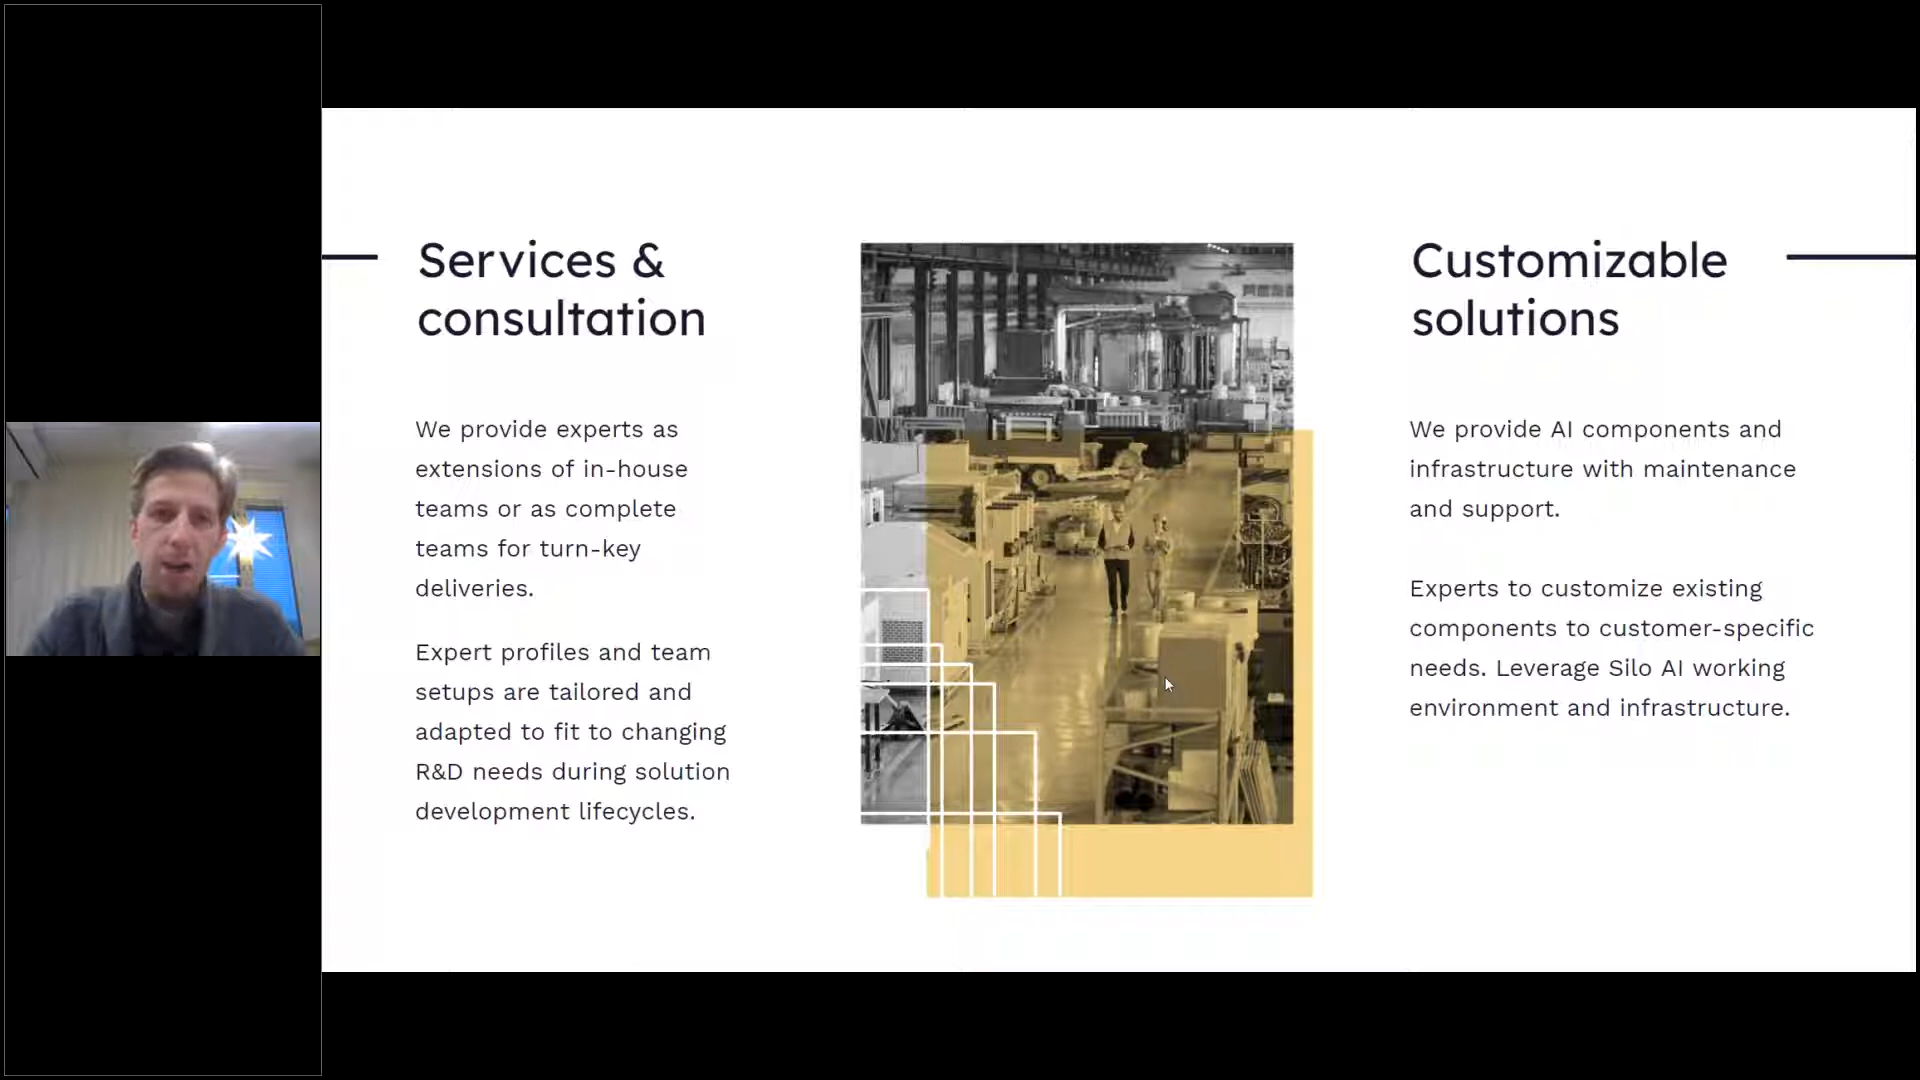 Services &
consultation
We provide experts as
extensions of in-house
teams or as complete
teams for turn-key
deliveries.
Expert profiles and team
setups are tailored and
adapted to fit to changing
R&D needs during solution
development lifecycles.
Customizable
solutions
We provide AI components and
infrastructure with maintenance
and support.
Experts to customize existing
components to customer-specific
needs. Leverage Silo AI working
environment and infrastructure.